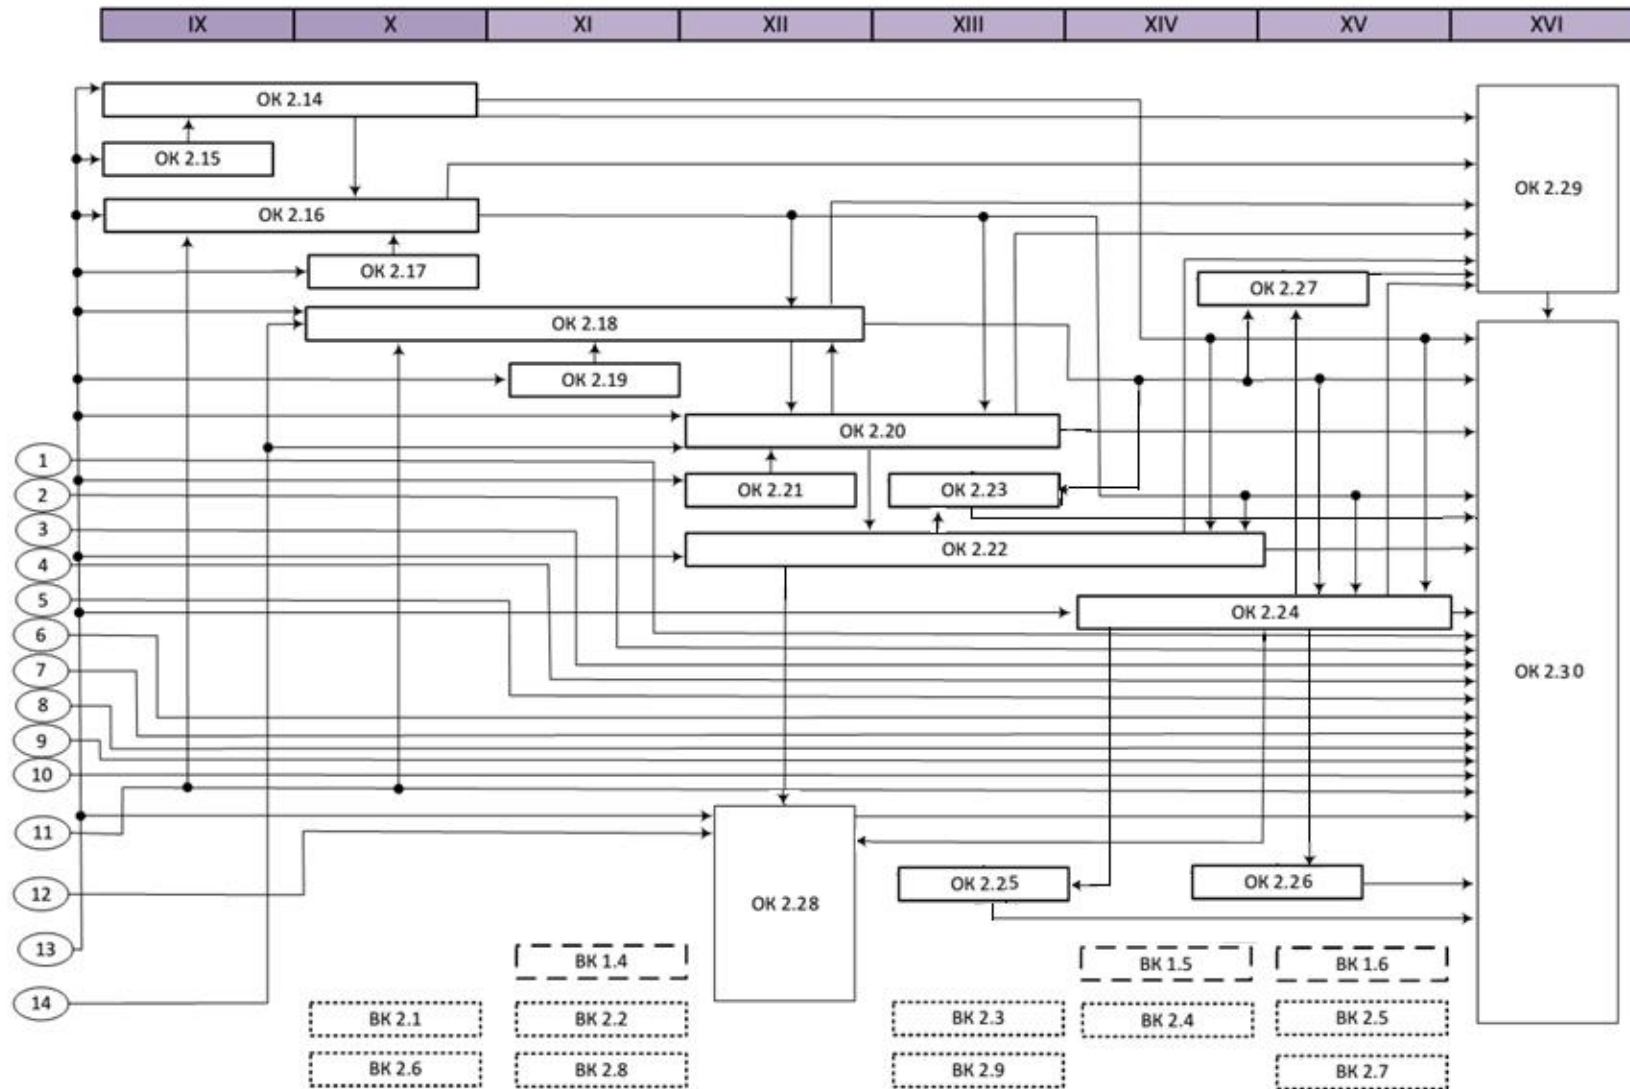 IX X XI XII XIII XIV XV XVI
ОК 2.14
ОК 2.15
ОК 2.29
ОК 2.16
ОК 2.17
ОК 2.27
ОК 2.18
ОК 2.19
ОК 2.20
1
ОК 2.21
ОК 2.23
2
3
ОК 2.22
4
5
ОК 2.24
6
7
ОК 2.30
8
9
10
11
ОК 2.25
ОК 2.26
12
ОК 2.28
13
ВК 1.4
ВК 1.5
ВК 1.6
14
ВК 2.1
ВК 2.2
ВК 2.3
ВК 2.4
ВК 2.5
ВК 2.6
ВК 2.8
ВК 2.9
ВК 2.7